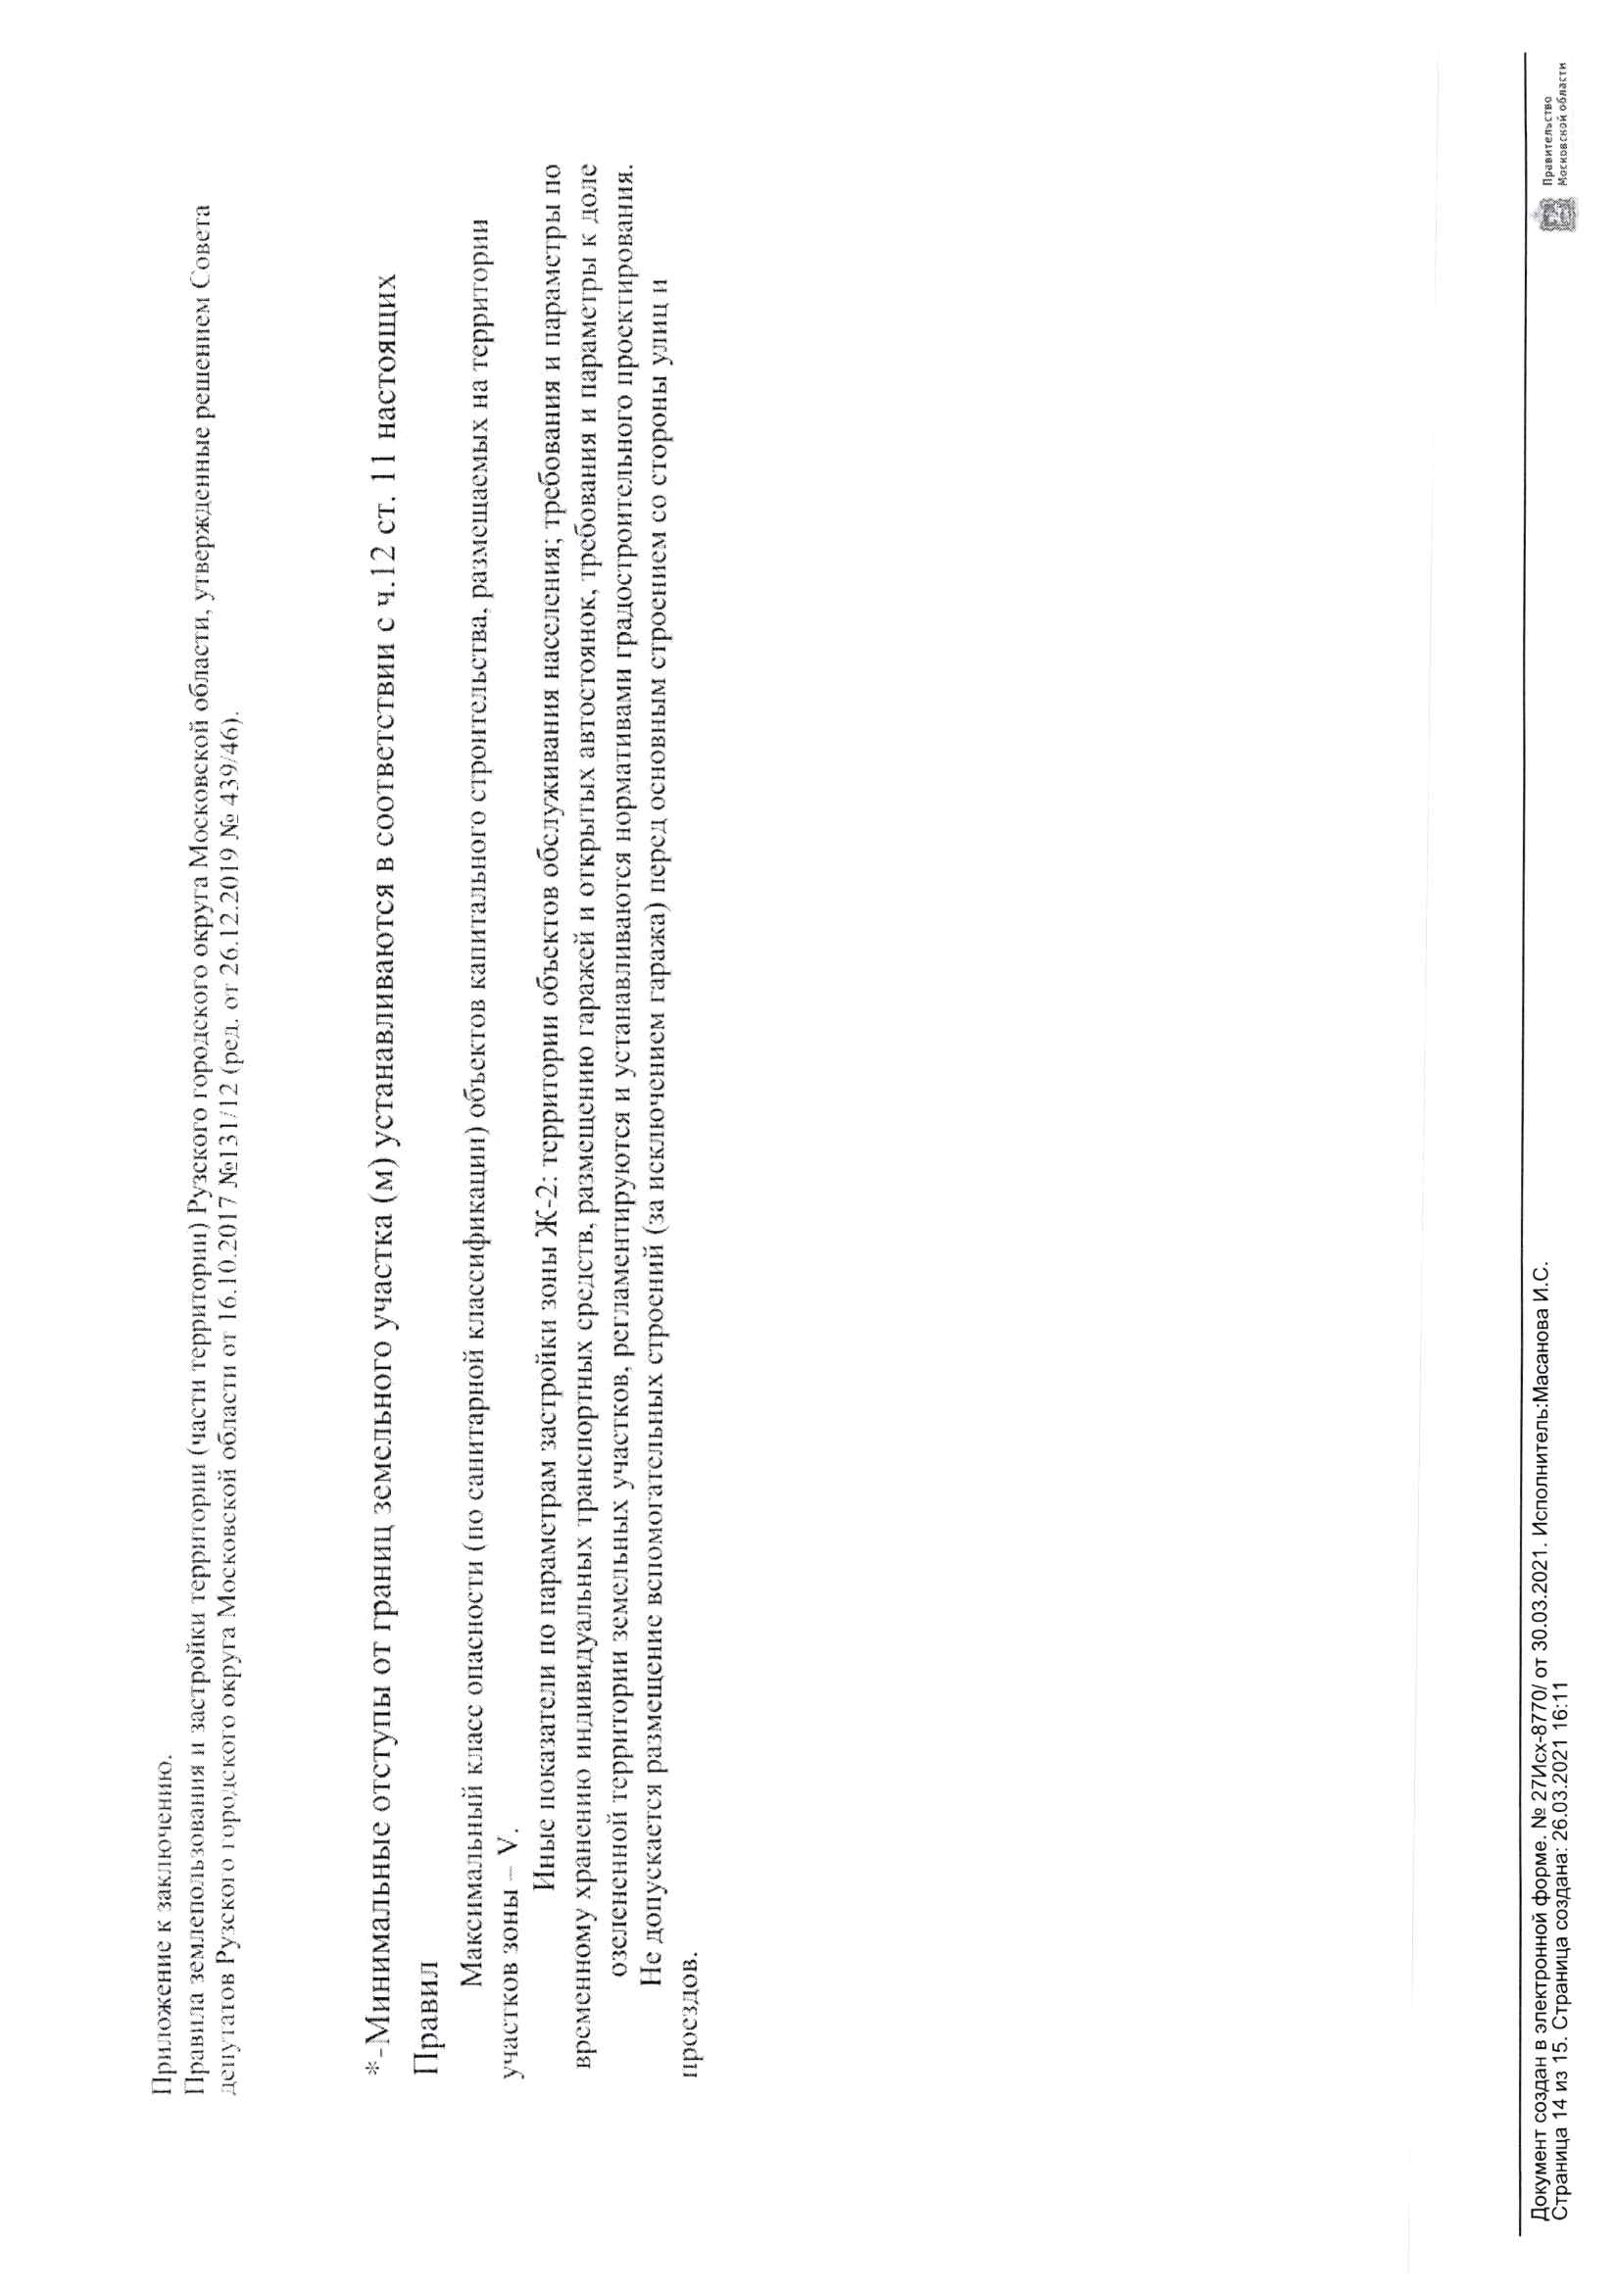 Приложение к заключению.
Правила землепользования и застройки территории (части территории) Рузского городского округа Московской области, утвержденные решением Совета
депутатов Рузского городского округа Московской области от 16.10.2017 №131/12 (ред. от 26.12.2019 № 439/46).
*-Минимальные отступы от границ земельного участка (м) устанавливаются в соответствии с ч.12 ст. 11 настоящих
Правил
Максимальный класс опасности (по санитарной классификации) объектов капитального строительства, размещаемых на территории
участков зоны – V.
Иные показатели по параметрам застройки зоны Ж-2: территории объектов обслуживания населения; требования и параметры по
временному хранению индивидуальных транспортных средств, размещению гаражей и открытых автостоянок, требования и параметры к доле
озелененной территории земельных участков, регламентируются и устанавливаются нормативами градостроительного проектирования.
Не допускается размещение вспомогательных строений (за исключением гаража) перед основным строением со стороны улиц и
проездов.
Документ создан в электронной форме. № 27Исх-8770/ от 30.03.2021. Исполнитель:Масанова И.С.
Страница 14 из 15. Страница создана: 26.03.2021 16:11
Правительство
Московской области